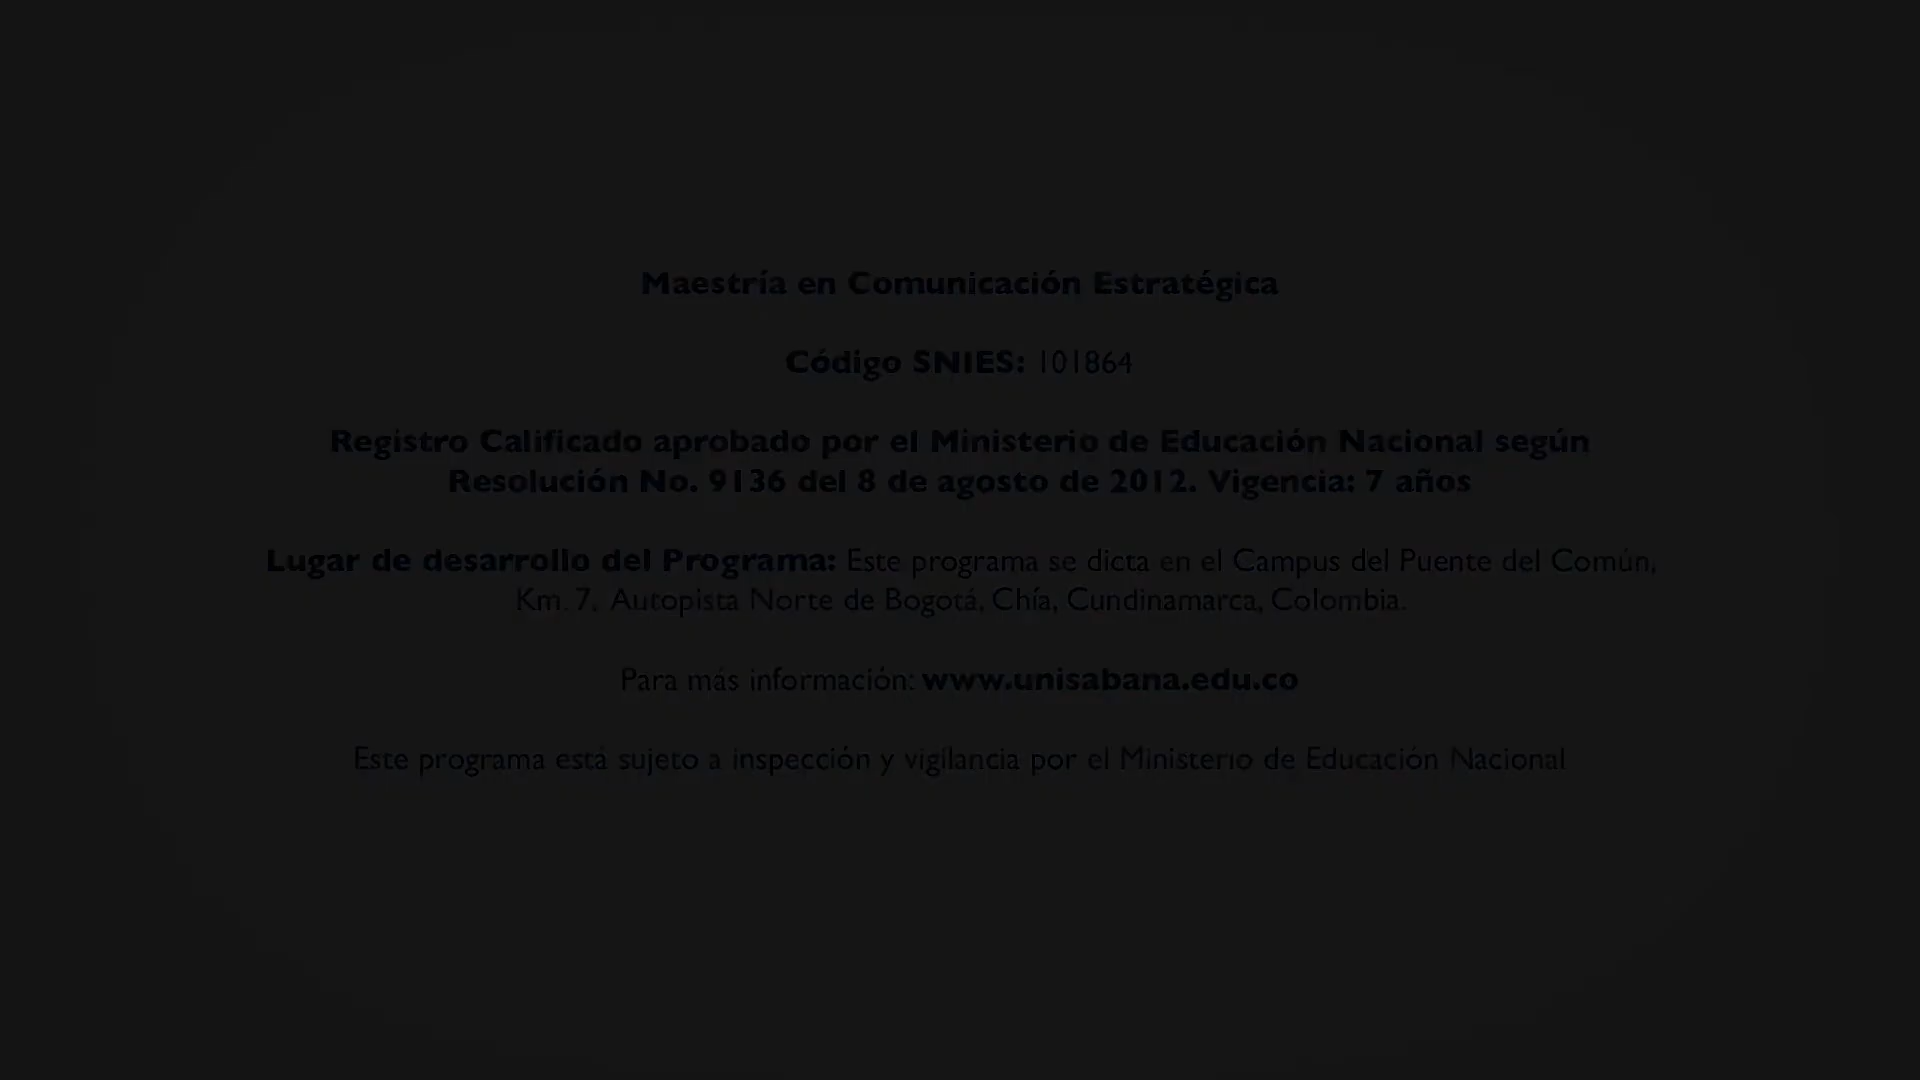 Maestría en Comunicación Estratégica
Código SNIES: 101864
Registro Calificado aprobado por el Ministerio de Educación Nacional según
Resolución No. 9136 del 8 de agosto de 2012. Vigencia: 7 años
Lugar de desarrollo del Programa: Este programa se dicta en el Campus del Puente del Común,
Km. 7, Autopista Norte de Bogotá, Chía, Cundinamarca, Colombia.
Para más información: www.unisabana.edu.co
Este programa está sujeto a inspección y vigilancia por el Ministerio de Educación Nacional